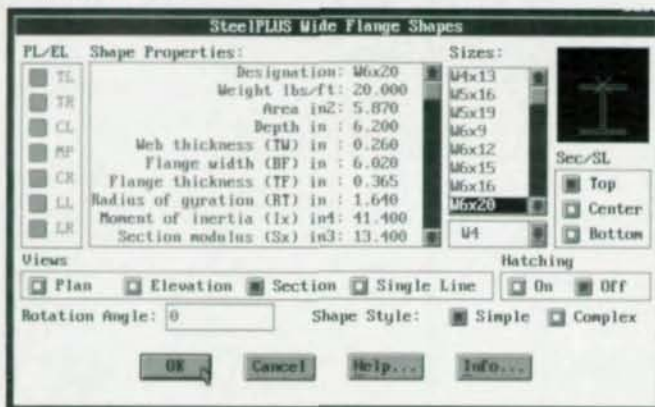 SteelPLUS Wide Flange Shapes
PL/EL
TL
TR
CL
MP
CR
LL
LR
Shape Properties:
Designation: W6x20
Weight lbs/ft: 20.000
Area in2: 5.870
Depth in : 6.200
Web thickness (TW) in : 0.260
Flange width (BF) in : 6.020
Flange thickness (TF) in : 0.365
Radius of gyration (RT) in : 1.640
Moment of inertia (Ix) in4: 41.400
Section modulus (Sx) in3: 13.400
Sizes:
W4x13
W5x16
W5x19
W6x9
W6x12
W6x15
W6x16
W6x20
W4
Sec/SL
Top
Center
Bottom
Views
Plan Elevation Section Single Line
Hatching
On Off
Rotation Angle: 0
Shape Style: Simple Complex
OK Cancel Help... Info...